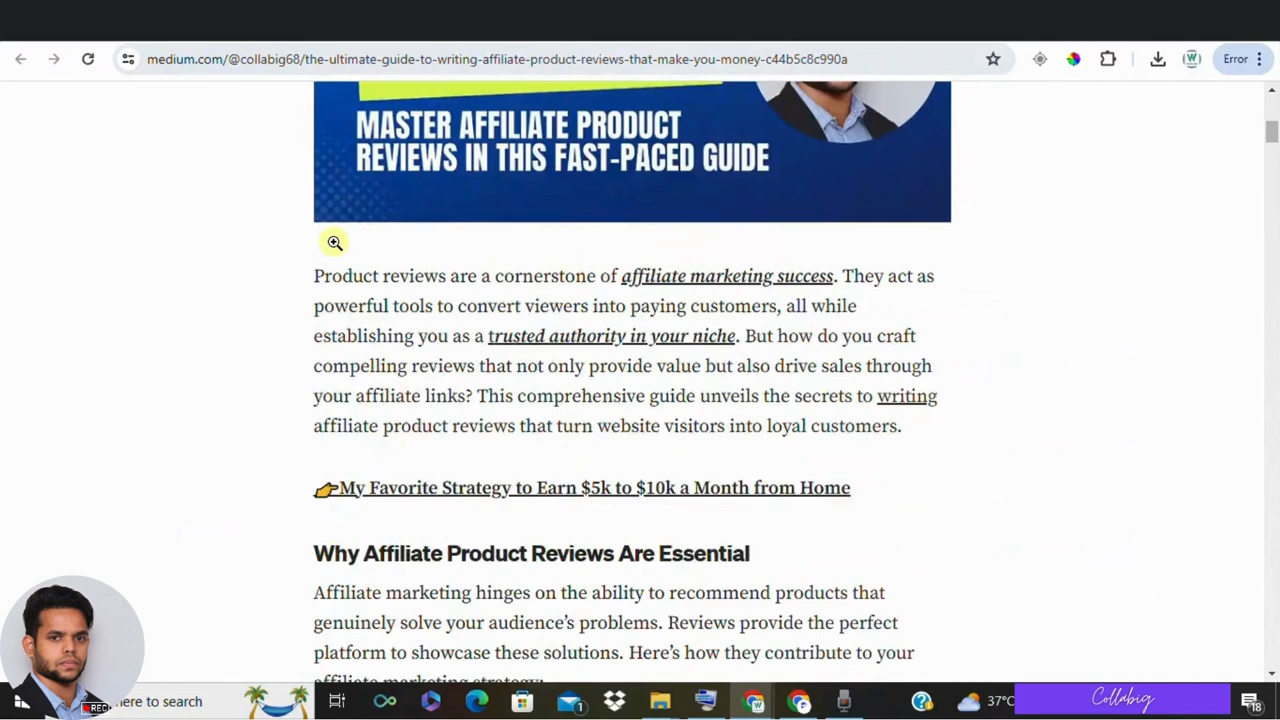 medium.com/@collabig68/the-ultimate-guide-to-writing-affiliate-product-reviews-that-make-you-money-c44b5c8c990a
Error
MASTER AFFILIATE PRODUCT
REVIEWS IN THIS FAST-PACED GUIDE
Product reviews are a cornerstone of affiliate marketing success. They act as
powerful tools to convert viewers into paying customers, all while
establishing you as a trusted authority in your niche. But how do you craft
compelling reviews that not only provide value but also drive sales through
your affiliate links? This comprehensive guide unveils the secrets to writing
affiliate product reviews that turn website visitors into loyal customers.
👉My Favorite Strategy to Earn $5k to $10k a Month from Home
Why Affiliate Product Reviews Are Essential
Affiliate marketing hinges on the ability to recommend products that
genuinely solve your audience’s problems. Reviews provide the perfect
platform to showcase these solutions. Here’s how they contribute to your
affiliate marketing strategy:
REC
here to search
1
37°C
Collabig
18